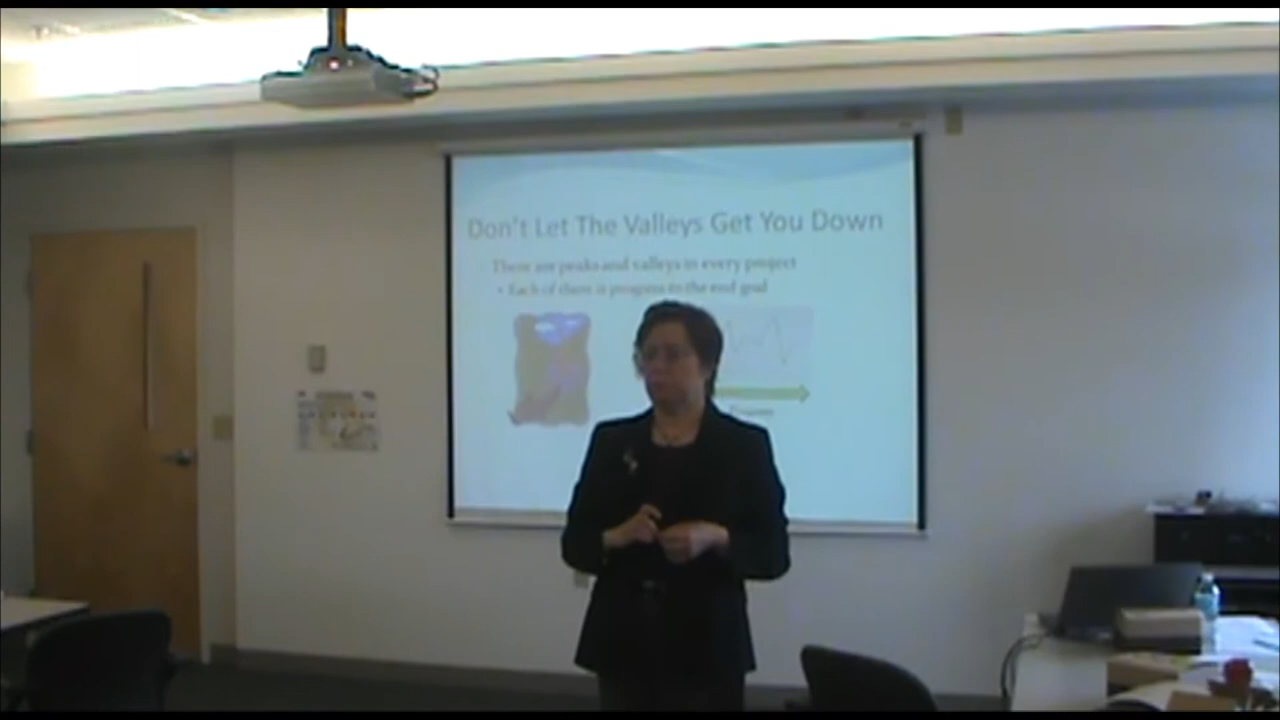 Don't Let The Valleys Get You Down
There are peaks and valleys in every project
• Each of them is progress to the end goal
Progress